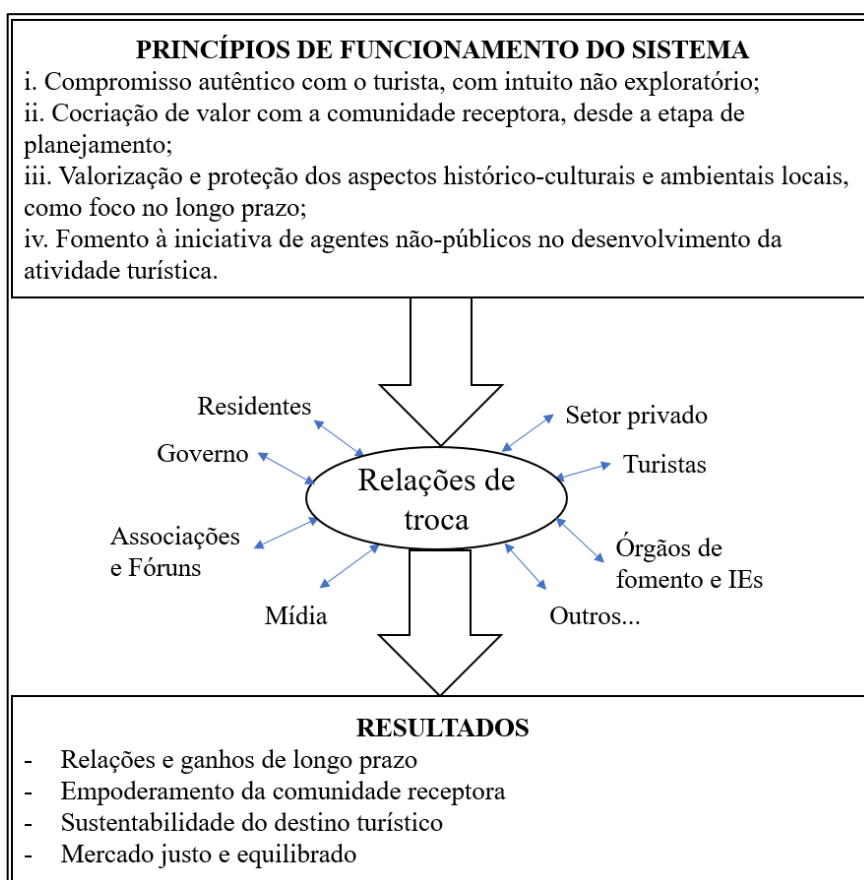 PRINCÍPIOS DE FUNCIONAMENTO DO SISTEMA
i. Compromisso autêntico com o turista, com intuito não exploratório;
ii. Cocriação de valor com a comunidade receptora, desde a etapa de
planejamento;
iii. Valorização e proteção dos aspectos histórico-culturais e ambientais locais,
como foco no longo prazo;
iv. Fomento à iniciativa de agentes não-públicos no desenvolvimento da
atividade turística.
Residentes
Governo
Associações
e Fóruns
Mídia
Relações de
troca
Setor privado
Turistas
Órgãos de
fomento e IEs
Outros...
RESULTADOS
- Relações e ganhos de longo prazo
- Empoderamento da comunidade receptora
- Sustentabilidade do destino turístico
- Mercado justo e equilibrado